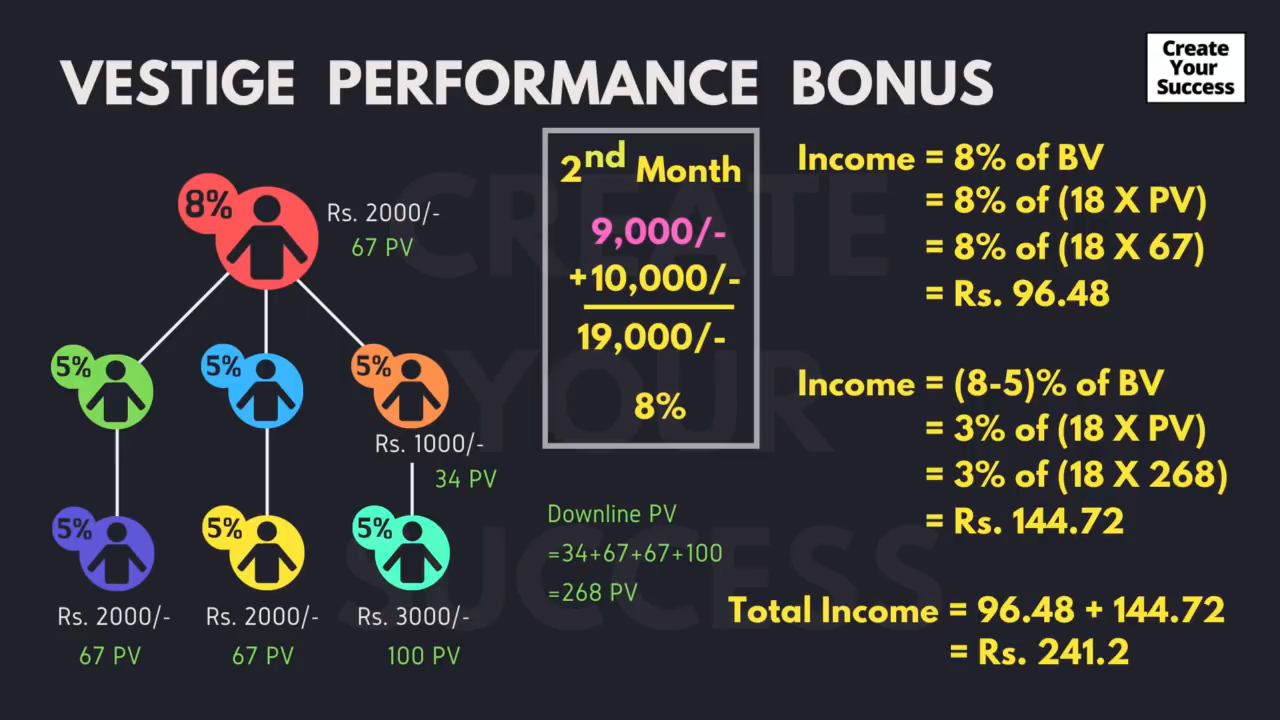 VESTIGE PERFORMANCE BONUS
Create
Your
Success
8%
Rs. 2000/-
67 PV
5%
5%
5%
Rs. 1000/-
34 PV
5%
5%
5%
Rs. 2000/-
Rs. 2000/-
Rs. 3000/-
67 PV
67 PV
100 PV
2nd Month
9,000/-
+10,000/-
19,000/-
8%
Downline PV
=34+67+67+100
=268 PV
Income = 8% of BV
= 8% of (18 X PV)
= 8% of (18 X 67)
= Rs. 96.48
Income = (8-5)% of BV
= 3% of (18 X PV)
= 3% of (18 X 268)
= Rs. 144.72
Total Income = 96.48 + 144.72
= Rs. 241.2
CREATE
YOUR
SUCCESS